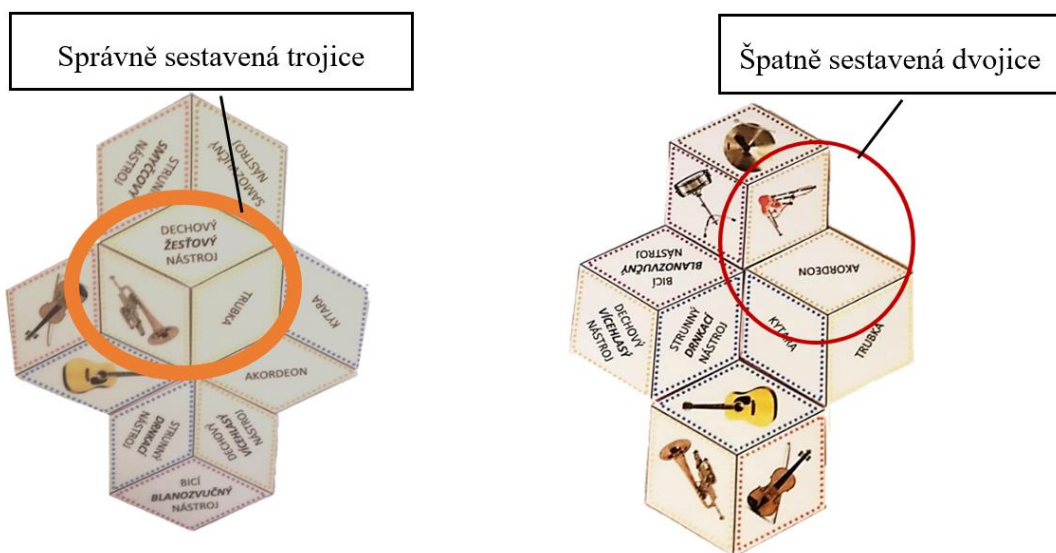 Správně sestavená trojice
Špatně sestavená dvojice
STRUNNÝ
SMYČCOVÝ
NÁSTROJ
SAMOZVUČNÝ
NÁSTROJ
DECHOVÝ
ŽESŤOVÝ
NÁSTROJ
TRUBKA
KYTARA
AKORDEON
STRUNNÝ
DRNKACÍ
NÁSTROJ
DECHOVÝ
VÍCEHLASÝ
NÁSTROJ
BICÍ
BLANOZVUČNÝ
NÁSTROJ
BICÍ
BLANOZVUČNÝ
NÁSTROJ
AKORDEON
DECHOVÝ
VÍCEHLASÝ
NÁSTROJ
STRUNNÝ
DRNKACÍ
NÁSTROJ
KYTARA
TRUBKA